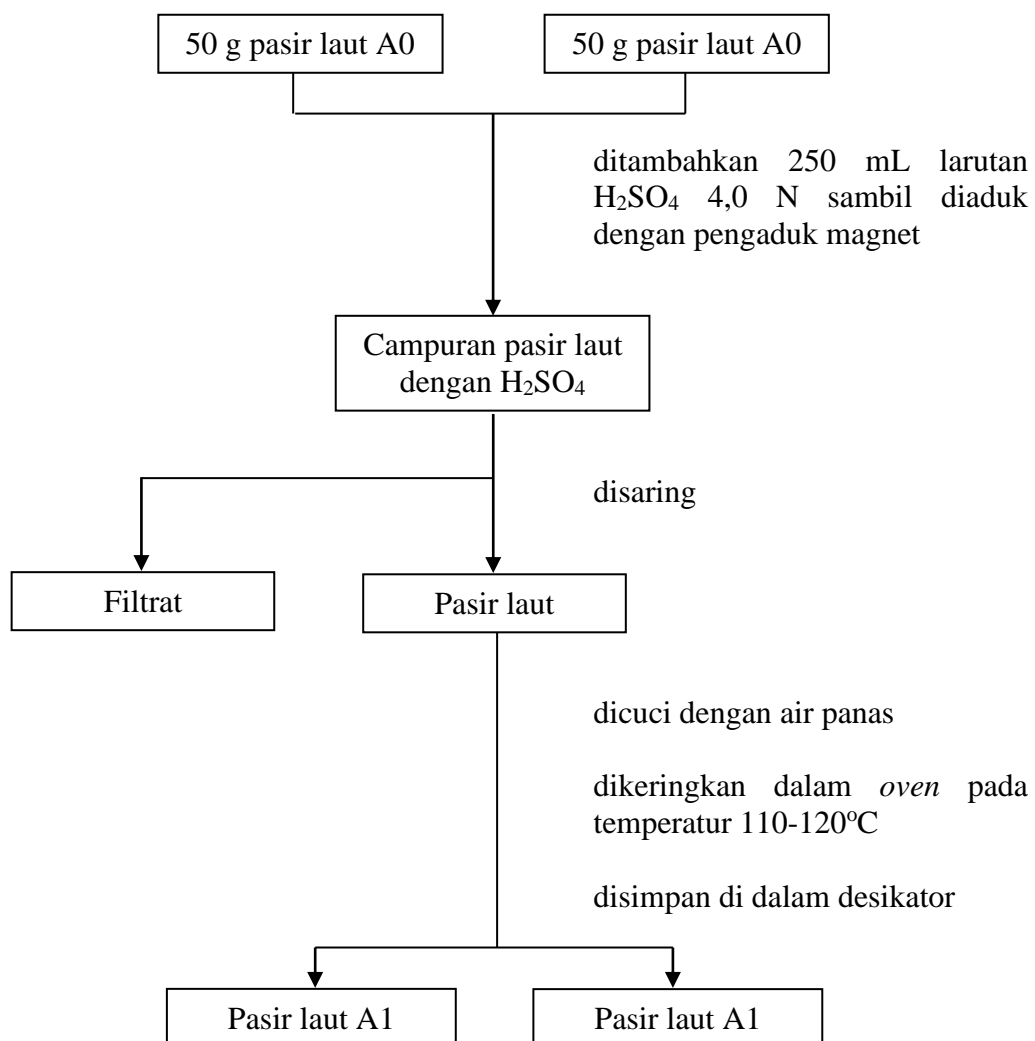 50 g pasir laut A0
50 g pasir laut A0
ditambahkan 250 mL larutan
H₂SO₄ 4,0 N sambil diaduk
dengan pengaduk magnet
Campuran pasir laut
dengan H₂SO₄
disaring
Filtrat
Pasir laut
dicuci dengan air panas
dikeringkan dalam oven pada
temperatur 110-120ºC
disimpan di dalam desikator
Pasir laut A1
Pasir laut A1